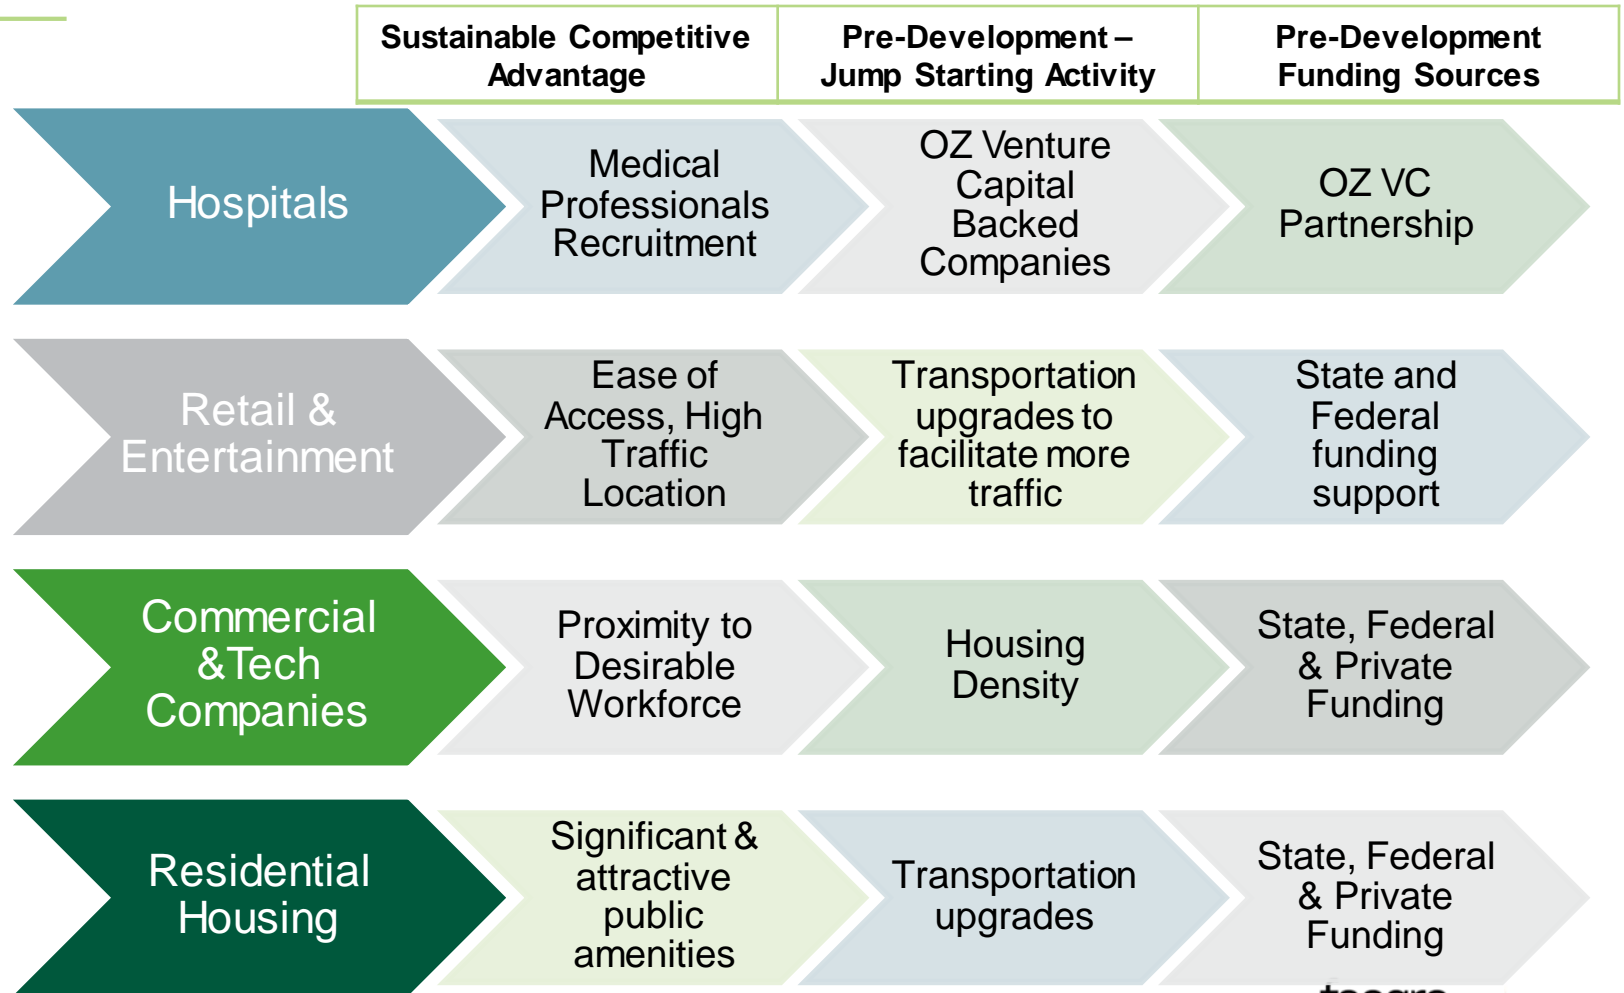 Sustainable Competitive
Advantage
Pre-Development –
Jump Starting Activity
Pre-Development
Funding Sources
Hospitals
Medical
Professionals
Recruitment
OZ Venture
Capital
Backed
Companies
OZ VC
Partnership
Retail &
Entertainment
Ease of
Access, High
Traffic
Location
Transportation
upgrades to
facilitate more
traffic
State and
Federal
funding
support
Commercial
&Tech
Companies
Proximity to
Desirable
Workforce
Housing
Density
State, Federal
& Private
Funding
Residential
Housing
Significant &
attractive
public
amenities
Transportation
upgrades
State, Federal
& Private
Funding